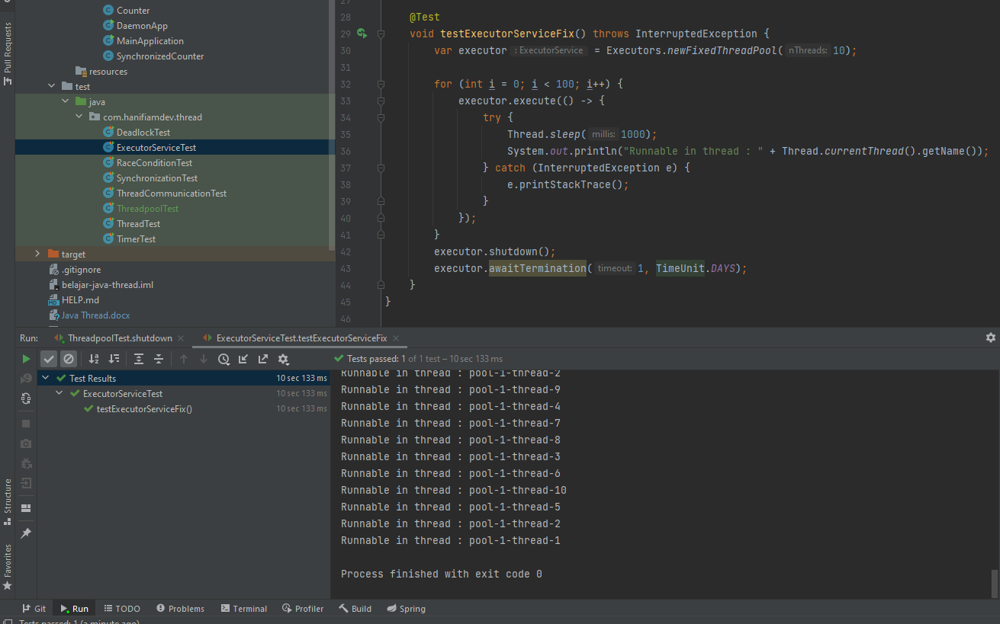 Counter
DaemonApp
MainApplication
SynchronizedCounter
resources
test
java
com.hanifiamdev.thread
DeadlockTest
ExecutorServiceTest
RaceConditionTest
SynchronizationTest
ThreadCommunicationTest
ThreadpoolTest
ThreadTest
TimerTest
target
.gitignore
belajar-java-thread.iml
HELP.md
Java Thread.docx
Pull Requests
27
28 @Test
29 void testExecutorServiceFix() throws InterruptedException {
30 var executor : ExecutorService = Executors.newFixedThreadPool( nThreads: 10);
31
32 for (int i = 0; i < 100; i++) {
33 executor.execute(() -> {
34 try {
35 Thread.sleep( millis: 1000);
36 System.out.println("Runnable in thread : " + Thread.currentThread().getName());
37 } catch (InterruptedException e) {
38 e.printStackTrace();
39 }
40 });
41 }
42 executor.shutdown();
43 executor.awaitTermination( timeout: 1, TimeUnit.DAYS);
44 }
45 }
46
Run: ThreadpoolTest.shutdown × ExecutorServiceTest.testExecutorServiceFix ×
Tests passed: 1 of 1 test – 10 sec 133 ms
Test Results 10 sec 133 ms
ExecutorServiceTest 10 sec 133 ms
testExecutorServiceFix() 10 sec 133 ms
Runnable in thread : pool-1-thread-2
Runnable in thread : pool-1-thread-9
Runnable in thread : pool-1-thread-4
Runnable in thread : pool-1-thread-7
Runnable in thread : pool-1-thread-8
Runnable in thread : pool-1-thread-3
Runnable in thread : pool-1-thread-6
Runnable in thread : pool-1-thread-10
Runnable in thread : pool-1-thread-5
Runnable in thread : pool-1-thread-2
Runnable in thread : pool-1-thread-1
Process finished with exit code 0
Structure
Favorites
Git Run TODO Problems Terminal Profiler Build Spring
Tests passed: 1 (a minute ago)